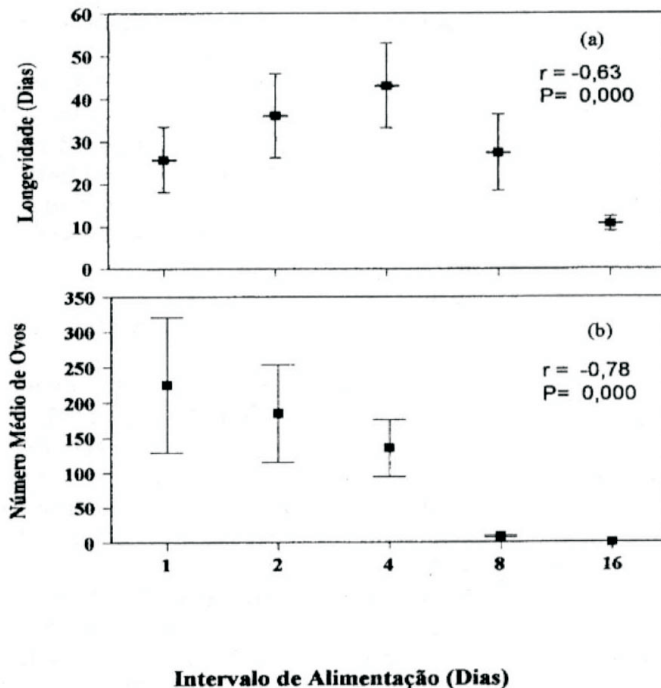 60
50
40
30
20
10
0
Longevidade (Dias)
(a)
r = -0,63
P= 0,000
350
300
250
200
150
100
50
0
Número Médio de Ovos
(b)
r = -0,78
P= 0,000
1 2 4 8 16
Intervalo de Alimentação (Dias)